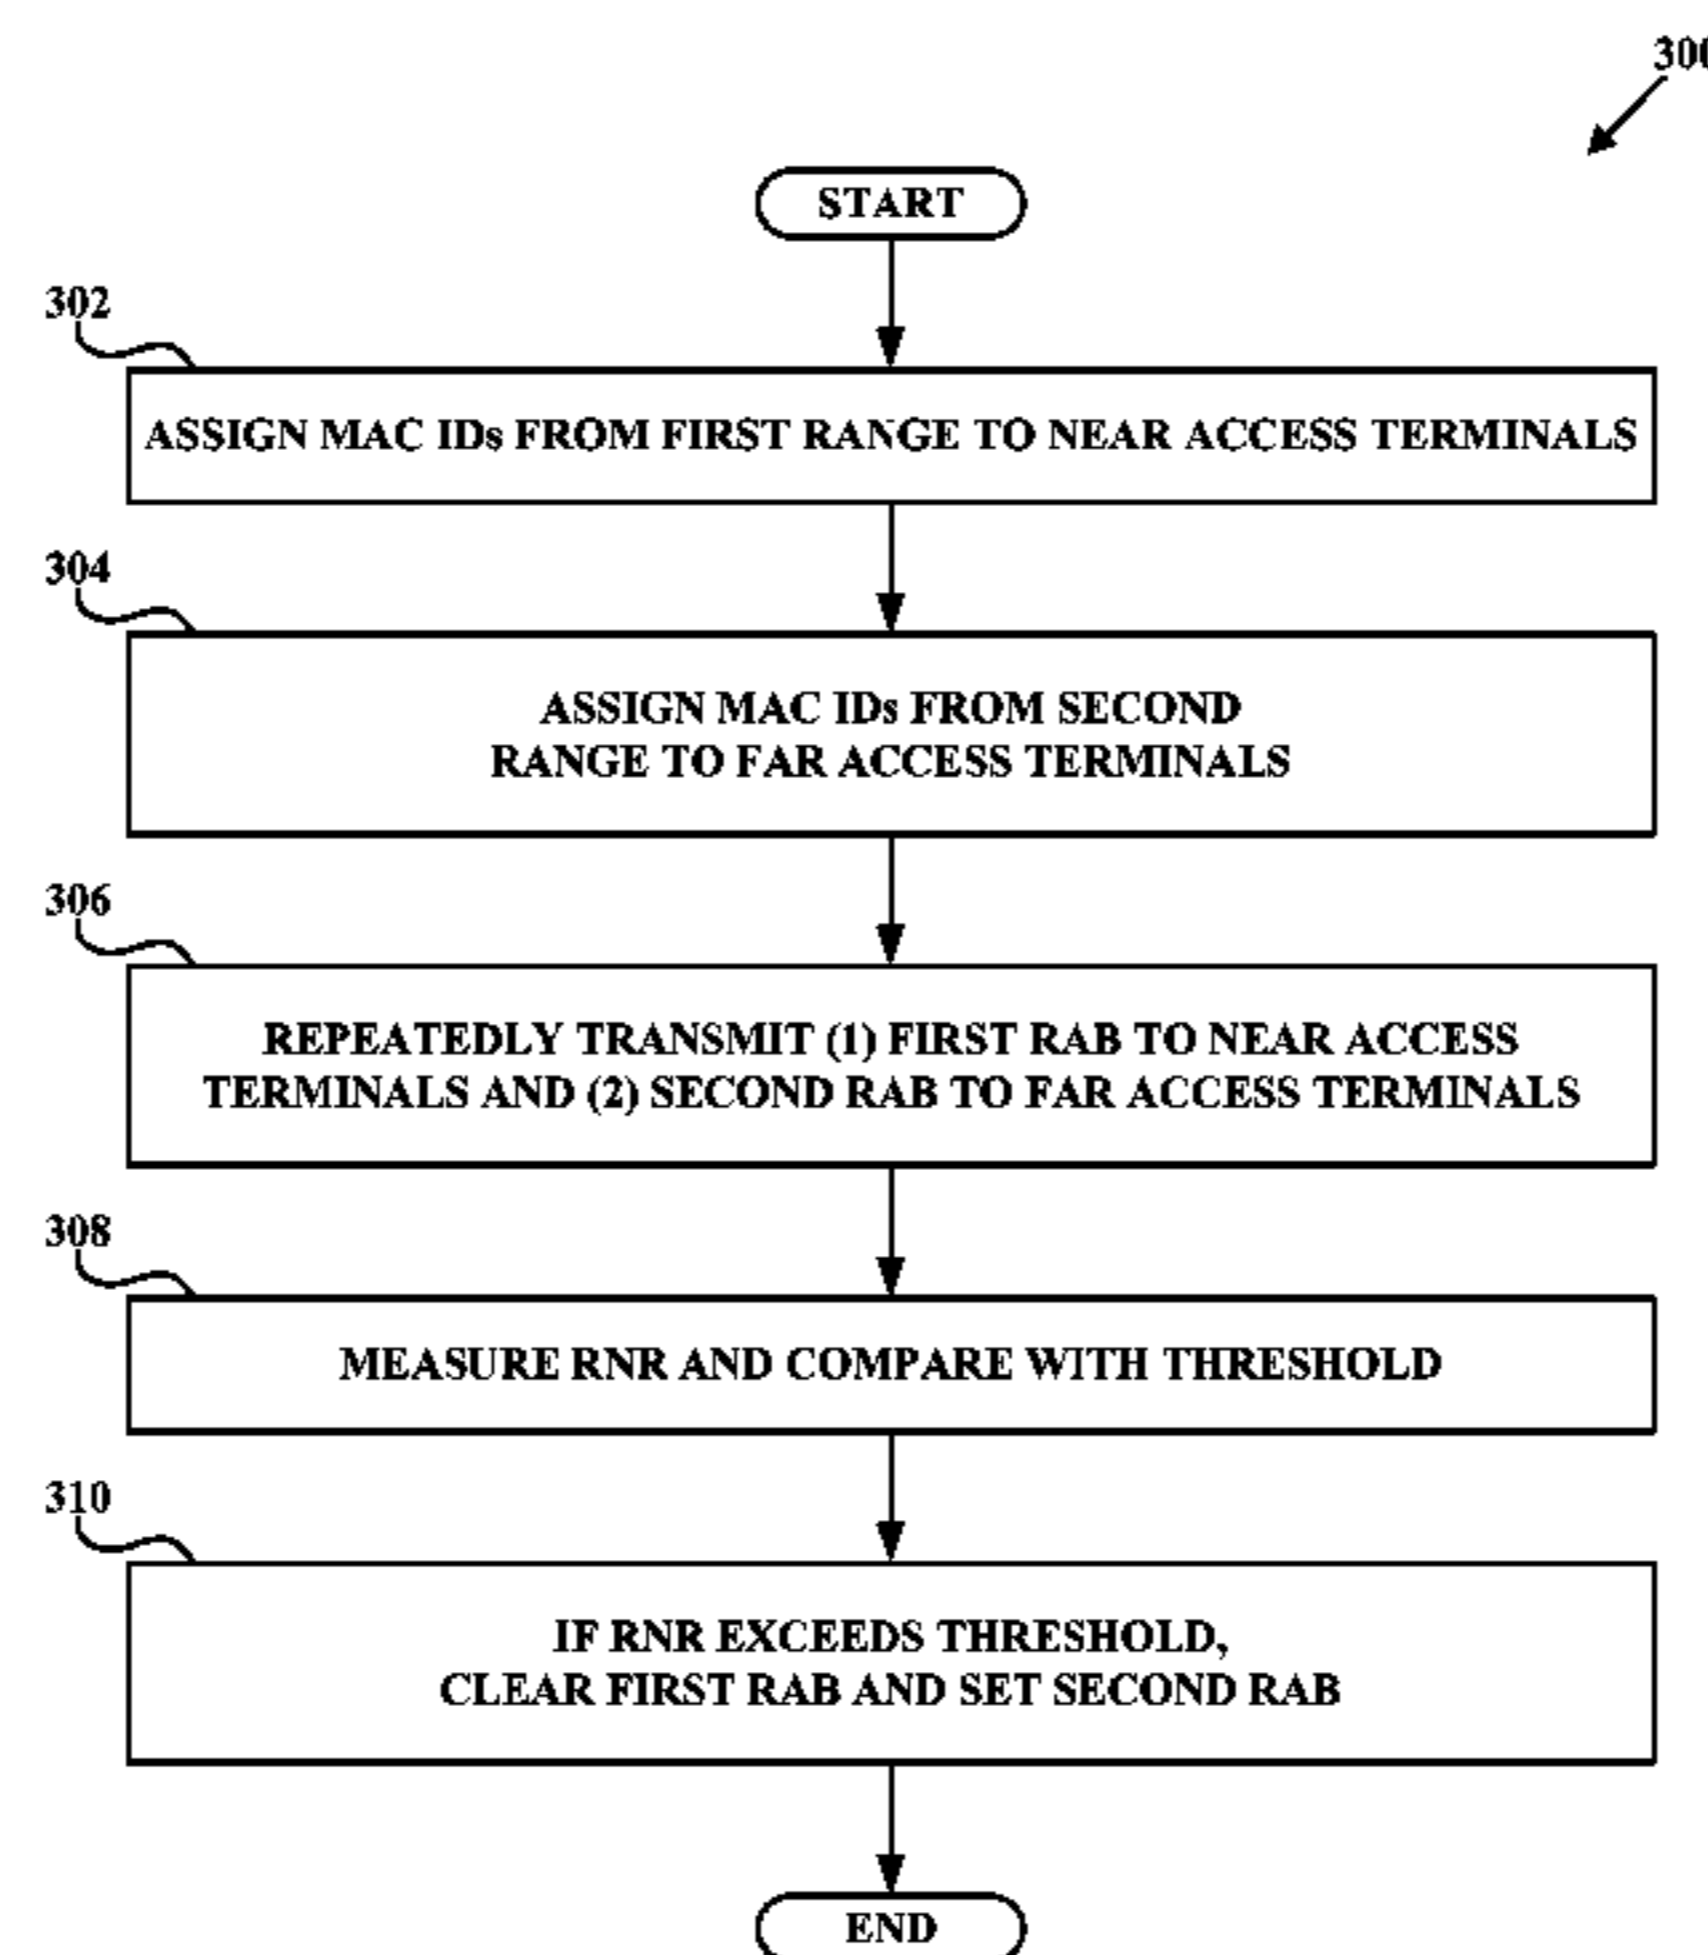 300
START
302
ASSIGN MAC IDs FROM FIRST RANGE TO NEAR ACCESS TERMINALS
304
ASSIGN MAC IDs FROM SECOND
RANGE TO FAR ACCESS TERMINALS
306
REPEATEDLY TRANSMIT (1) FIRST RAB TO NEAR ACCESS
TERMINALS AND (2) SECOND RAB TO FAR ACCESS TERMINALS
308
MEASURE RNR AND COMPARE WITH THRESHOLD
310
IF RNR EXCEEDS THRESHOLD,
CLEAR FIRST RAB AND SET SECOND RAB
END